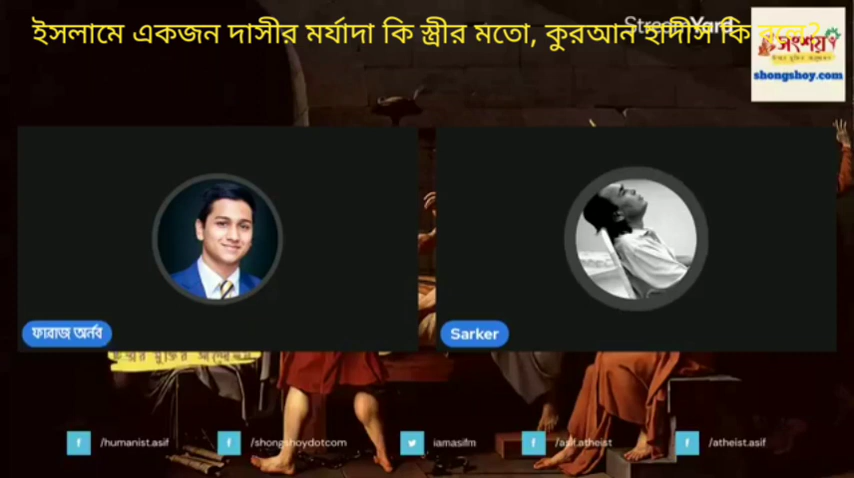 ইসলামে একজন দাসীর মর্যাদা কি স্ত্রীর মতো, কুরআন হাদীস কি বলে?
StreamYard
সংশয়
shongshoy.com
ফারাজ অর্নব
Sarker
/humanist.asif
/shongshoydotcom
iamasifm
/asif.atheist
/atheist.asif